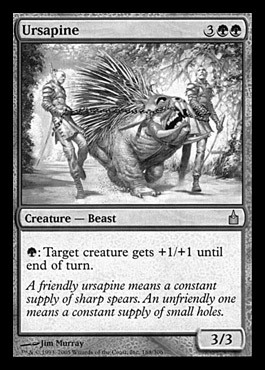 Ursapine 3
Creature — Beast
: Target creature gets +1/+1 until
end of turn.
A friendly ursapine means a constant
supply of sharp spears. An unfriendly one
means a constant supply of small holes.
Jim Murray
3/3